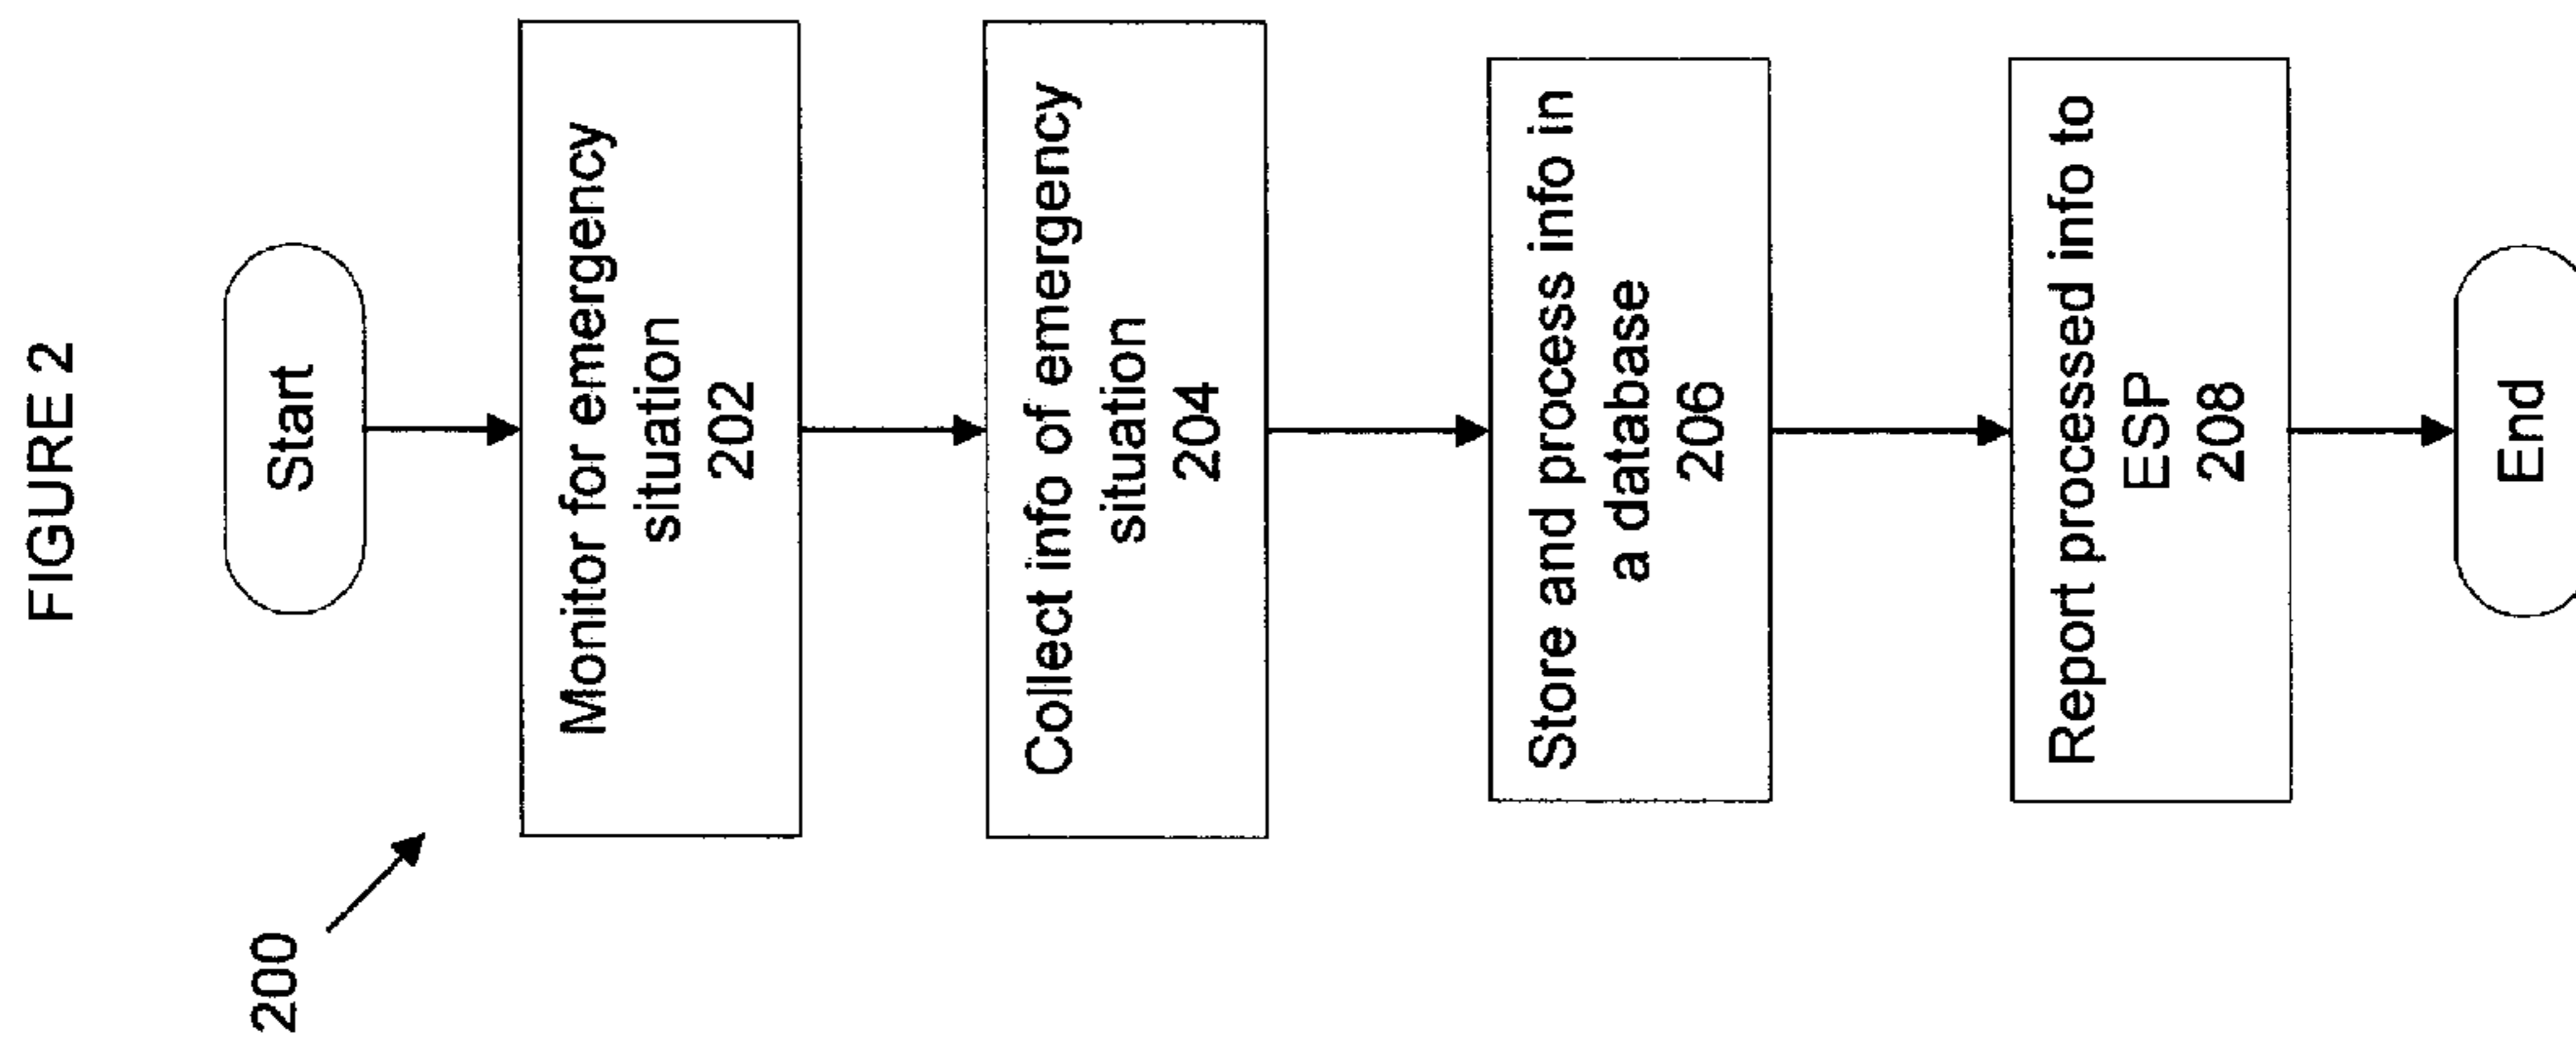 FIGURE 2
200
Start
Monitor for emergency
situation
202
Collect info of emergency
situation
204
Store and process info in
a database
206
Report processed info to
ESP
208
End